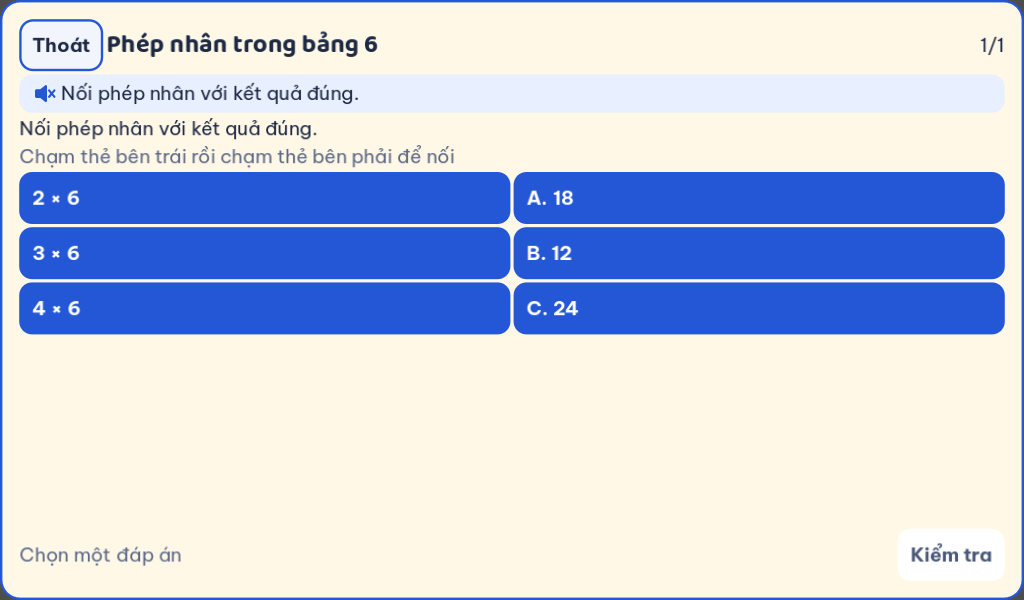 Thoát Phép nhân trong bảng 6 1/1
Nối phép nhân với kết quả đúng.
Nối phép nhân với kết quả đúng.
Chạm thẻ bên trái rồi chạm thẻ bên phải để nối
2 × 6 A. 18
3 × 6 B. 12
4 × 6 C. 24
Chọn một đáp án Kiểm tra